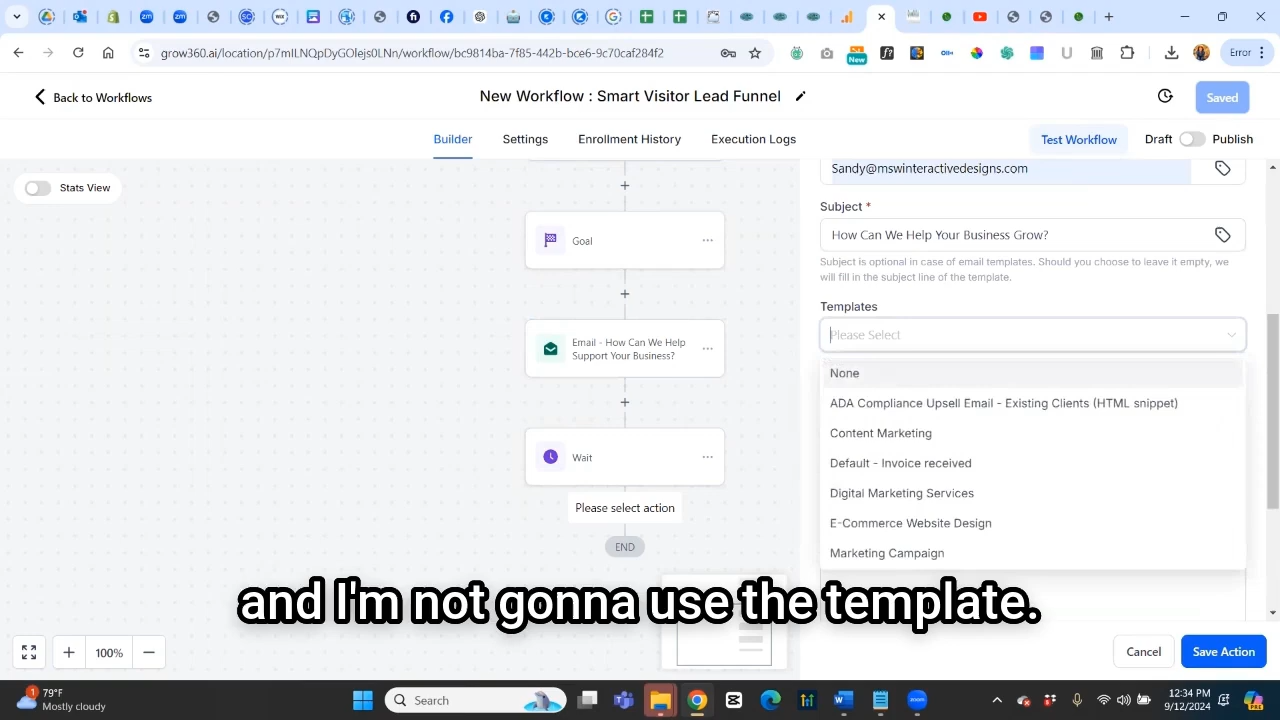 grow360.ai/location/p7mILNQpDyGOlejs0LNn/workflow/bc9814ba-7f85-442b-bce6-9c70caf284f2
New
Error
Back to Workflows
New Workflow : Smart Visitor Lead Funnel
Saved
Builder
Settings
Enrollment History
Execution Logs
Test Workflow
Draft
Publish
Stats View
Goal
Email - How Can We Help
Support Your Business?
Wait
Please select action
END
Sandy@mswinteractivedesigns.com
Subject *
How Can We Help Your Business Grow?
Subject is optional in case of email templates. Should you choose to leave it empty, we
will fill in the subject line of the template.
Templates
Please Select
None
ADA Compliance Upsell Email - Existing Clients (HTML snippet)
Content Marketing
Default - Invoice received
Digital Marketing Services
E-Commerce Website Design
Marketing Campaign
and I'm not gonna use the template.
100%
Cancel
Save Action
1
79°F
Mostly cloudy
Search
12:34 PM
9/12/2024